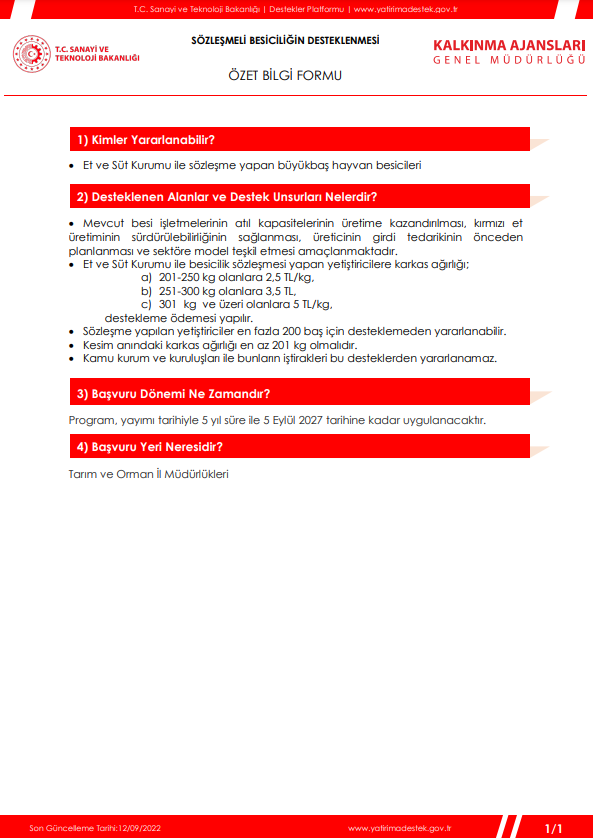 T.C. Sanayi ve Teknoloji Bakanlığı | Destekler Platformu | www.yatirimadestek.gov.tr
T.C. SANAYİ VE
TEKNOLOJİ BAKANLIĞI
SÖZLEŞMELİ BESİCİLİĞİN DESTEKLENMESİ
ÖZET BİLGİ FORMU
KALKINMA AJANSLARI
GENEL MÜDÜRLÜĞÜ
1) Kimler Yararlanabilir?
• Et ve Süt Kurumu ile sözleşme yapan büyükbaş hayvan besicileri
2) Desteklenen Alanlar ve Destek Unsurları Nelerdir?
• Mevcut besi işletmelerinin atıl kapasitelerinin üretime kazandırılması, kırmızı et
üretiminin sürdürülebilirliğinin sağlanması, üreticinin girdi tedarikinin önceden
planlanması ve sektöre model teşkil etmesi amaçlanmaktadır.
• Et ve Süt Kurumu ile besicilik sözleşmesi yapan yetiştiricilere karkas ağırlığı;
a) 201-250 kg olanlara 2,5 TL/kg,
b) 251-300 kg olanlara 3,5 TL,
c) 301 kg ve üzeri olanlara 5 TL/kg,
destekleme ödemesi yapılır.
• Sözleşme yapılan yetiştiriciler en fazla 200 baş için desteklemeden yararlanabilir.
• Kesim anındaki karkas ağırlığı en az 201 kg olmalıdır.
• Kamu kurum ve kuruluşları ile bunların iştirakleri bu desteklerden yararlanamaz.
3) Başvuru Dönemi Ne Zamandır?
Program, yayımı tarihiyle 5 yıl süre ile 5 Eylül 2027 tarihine kadar uygulanacaktır.
4) Başvuru Yeri Neresidir?
Tarım ve Orman İl Müdürlükleri
Son Güncelleme Tarihi:12/09/2022
www.yatirimadestek.gov.tr
1/1